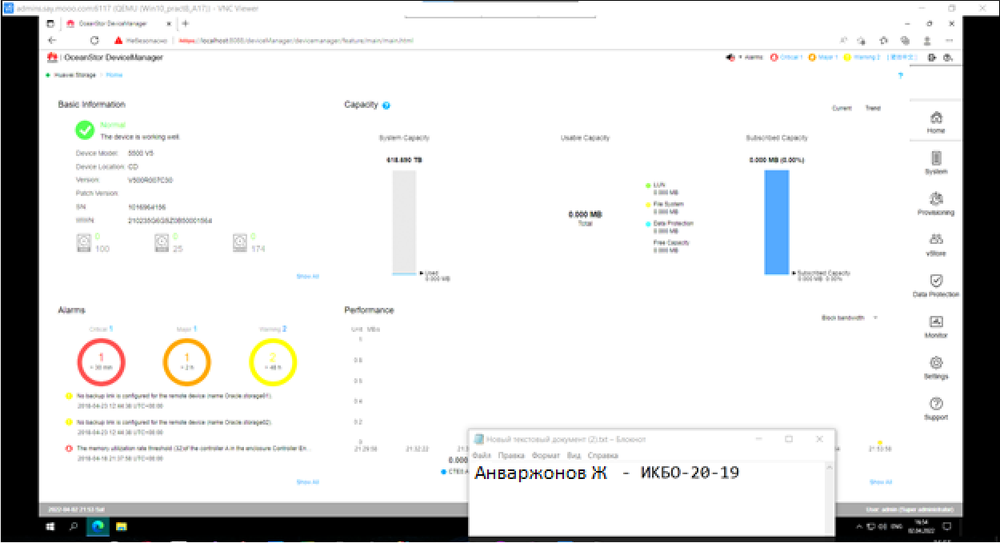 admins.say.mooo.com:6117 (QEMU (Win10_pract8_A17)) - VNC Viewer
OceanStor DeviceManager
Небезопасно | https://localhost:8088/deviceManager/devicemanager/feature/main/main.html
OceanStor DeviceManager
Alarms: Critical 1 Major 1 Warning 2
Huawei.Storage / Home
?
Basic Information
Normal
The device is working well.
Device Model: 5500 V5
Device Location: CD
Version: V500R007C00
Patch Version:
SN:
WWN:
0
100
0
25
0
174
Show All
Capacity ?
Current Trend
System Capacity
618.690 TB
Used
0.000 MB
Usable Capacity
0.000 MB
Total
LUN
0.000 MB
File System
0.000 MB
Data Protection
0.000 MB
Free Capacity
0.000 MB
Subscribed Capacity
0.000 MB (0.00%)
Subscribed Capacity
0.000 MB 0.00%
Alarms
Critical 1
Major 1
Warning 2
1
< 30 min
1
< 2 h
2
< 48 h
No backup link is configured for the remote device (name Oracle.storage01).
2018-04-23 12:44:38 UTC+08:00
No backup link is configured for the remote device (name Oracle.storage02).
2018-04-23 12:44:38 UTC+08:00
The memory utilization rate threshold (32)of the controller A in the enclosure Controller En...
2018-04-18 21:37:58 UTC+08:00
Show All
Performance
Block bandwidth
Unit: MB/s
1
0.8
0.4
0.2
0
21:29:58
21:32:22
21:53:58
0.000
CTE0.A
Show All
Home
System
Provisioning
vStore
Data Protection
Monitor
Settings
Support
Новый текстовый документ (2).txt – Блокнот
Файл Правка Формат Вид Справка
Анваржонов Ж - ИКБО-20-19
2022-04-02 21:53 Sat
User: admin (Super administrator)
ENG
16:54
02.04.2022